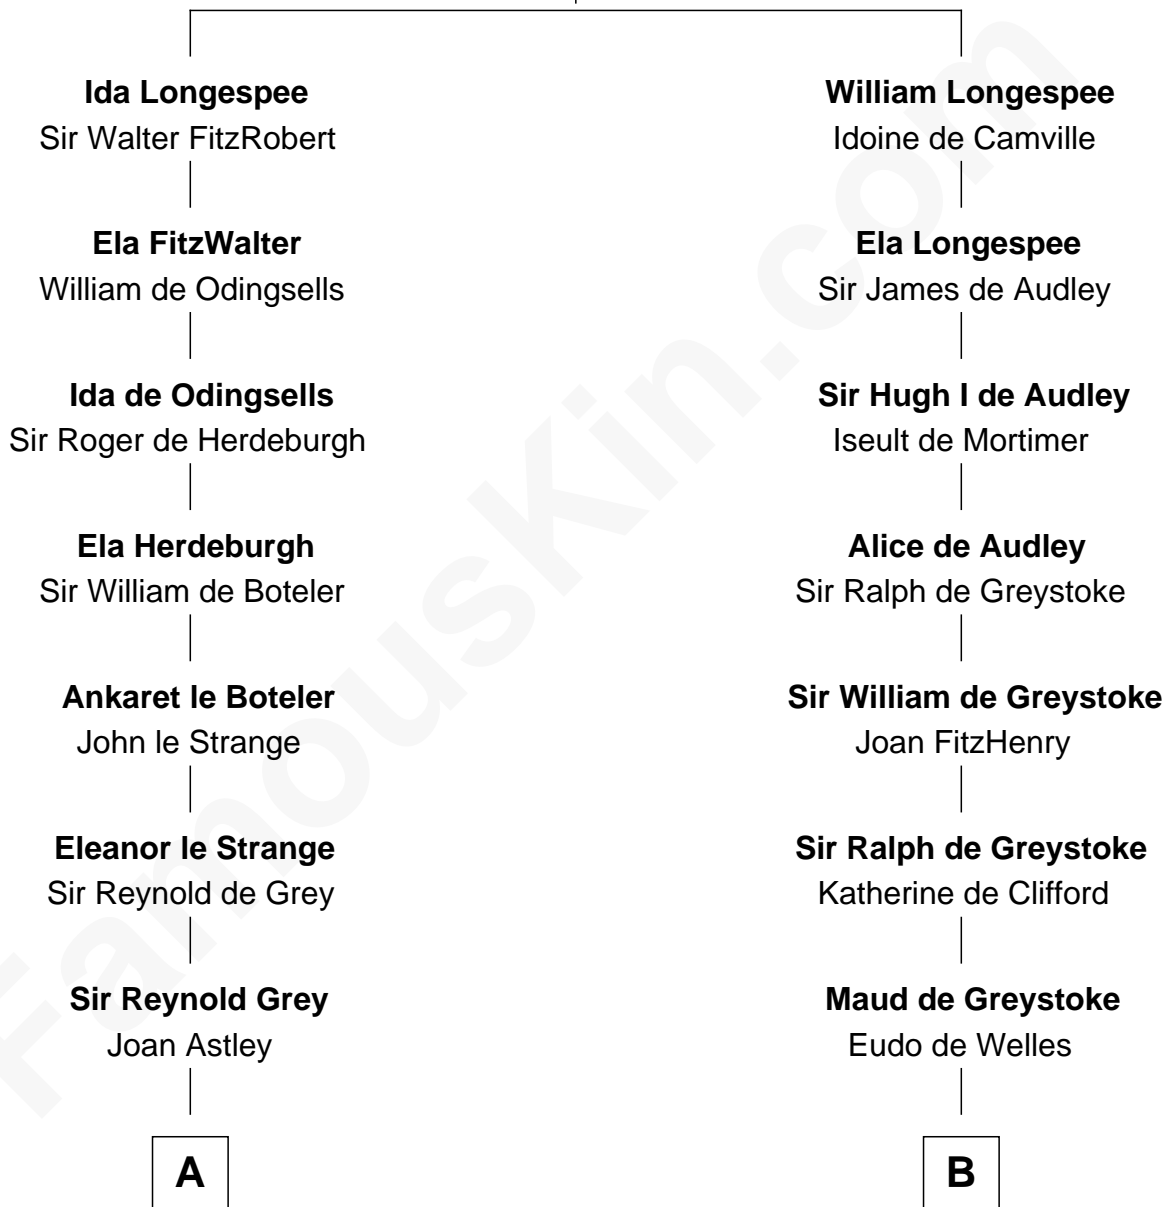 Ida Longespee
Sir Walter FitzRobert
Ela FitzWalter
William de Odingsells
Ida de Odingsells
Sir Roger de Herdeburgh
Ela Herdeburgh
Sir William de Boteler
Ankaret le Boteler
John le Strange
Eleanor le Strange
Sir Reynold de Grey
Sir Reynold Grey
Joan Astley
A
William Longespee
Idoine de Camville
Ela Longespee
Sir James de Audley
Sir Hugh I de Audley
Iseult de Mortimer
Alice de Audley
Sir Ralph de Greystoke
Sir William de Greystoke
Joan FitzHenry
Sir Ralph de Greystoke
Katherine de Clifford
Maud de Greystoke
Eudo de Welles
B
FamousKin.com